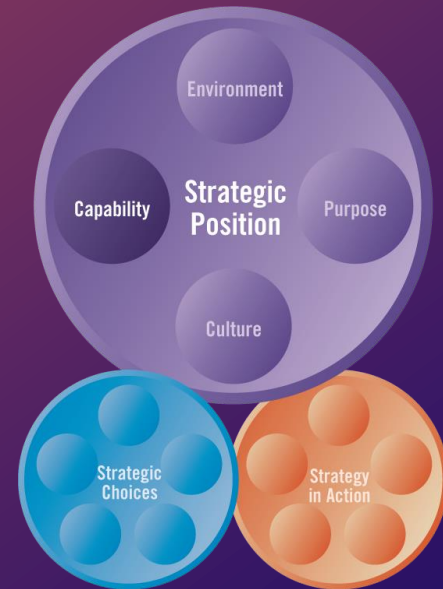 Environment
Capability
Strategic
Position
Purpose
Culture
Strategic
Choices
Strategy
in Action